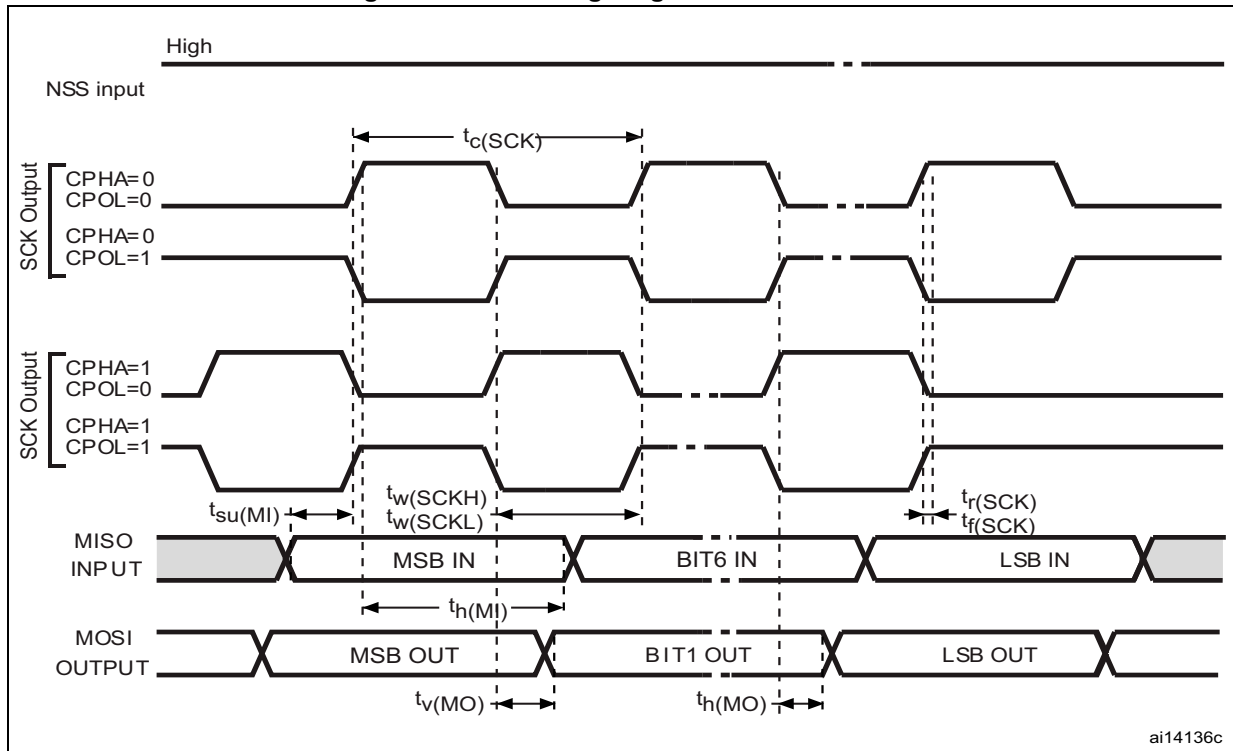 High
NSS input
tc(SCK)
SCK Output
CPHA=0
CPOL=0
CPHA=0
CPOL=1
SCK Output
CPHA=1
CPOL=0
CPHA=1
CPOL=1
tsu(MI)
tw(SCKH)
tw(SCKL)
tr(SCK)
tf(SCK)
MISO
INPUT
MSB IN
BIT6 IN
LSB IN
th(MI)
MOSI
OUTPUT
MSB OUT
BIT1 OUT
LSB OUT
tv(MO)
th(MO)
ai14136c